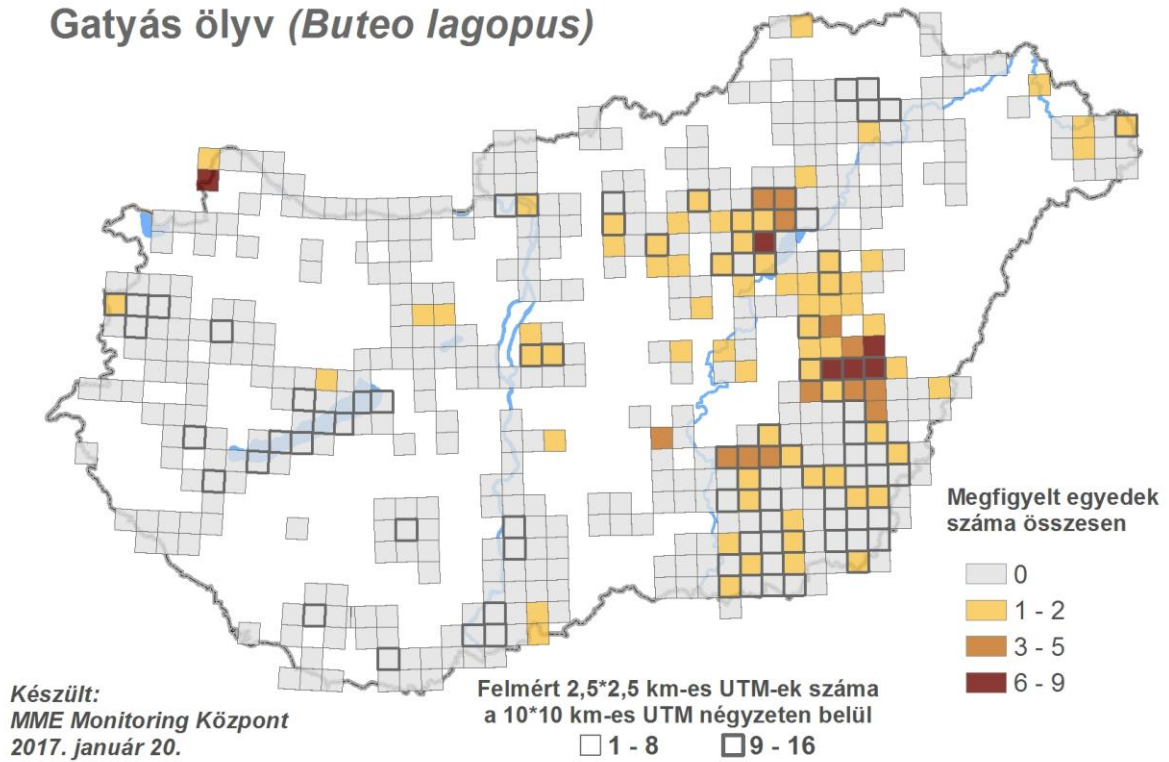 Gatyás ölyv (Buteo lagopus)
Megfigyelt egyedek
száma összesen
0
1 - 2
3 - 5
6 - 9
Felmért 2,5*2,5 km-es UTM-ek száma
a 10*10 km-es UTM négyzeten belül
1 - 8 9 - 16
Készült:
MME Monitoring Központ
2017. január 20.